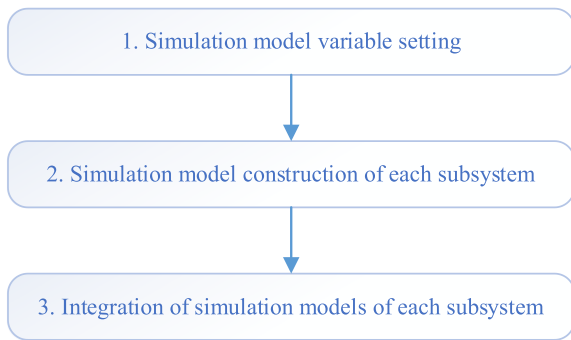 1. Simulation model variable setting
2. Simulation model construction of each subsystem
3. Integration of simulation models of each subsystem